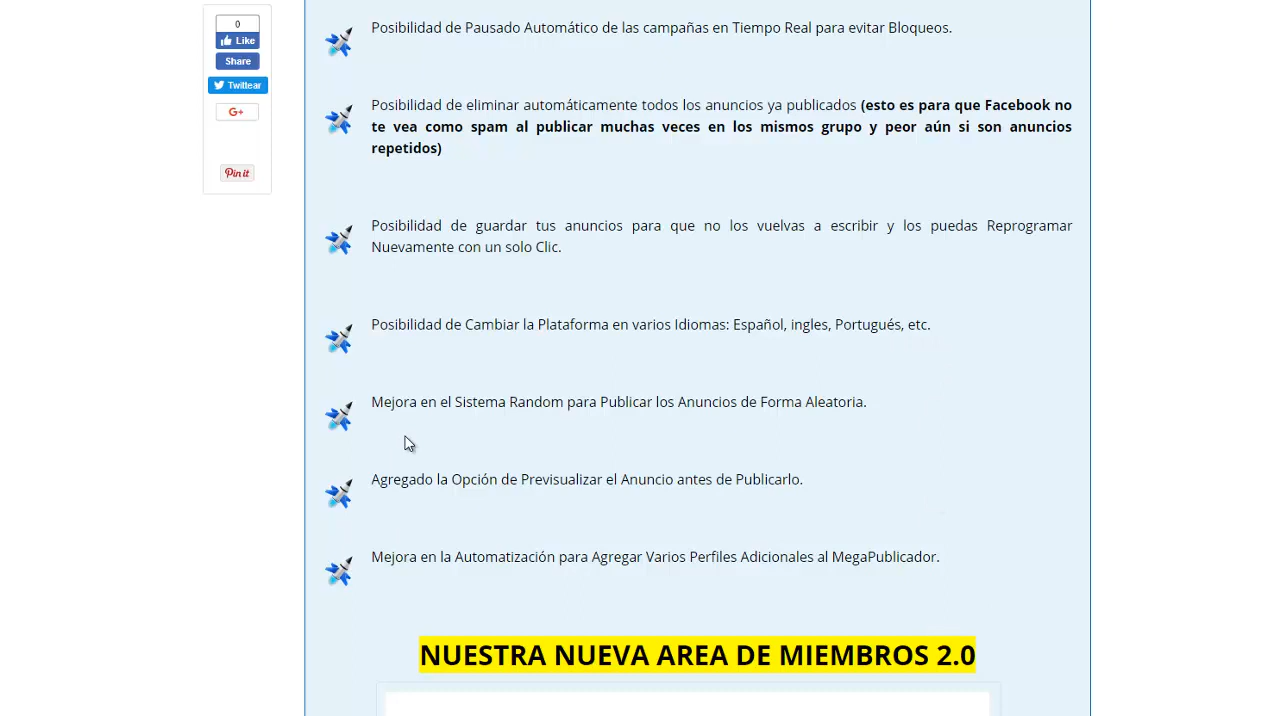 0
Like
Share
Twittear
G+
Pin it
Posibilidad de Pausado Automático de las campañas en Tiempo Real para evitar Bloqueos.
Posibilidad de eliminar automáticamente todos los anuncios ya publicados (esto es para que Facebook no
te vea como spam al publicar muchas veces en los mismos grupo y peor aún si son anuncios
repetidos)
Posibilidad de guardar tus anuncios para que no los vuelvas a escribir y los puedas Reprogramar
Nuevamente con un solo Clic.
Posibilidad de Cambiar la Plataforma en varios Idiomas: Español, ingles, Portugués, etc.
Mejora en el Sistema Random para Publicar los Anuncios de Forma Aleatoria.
Agregado la Opción de Previsualizar el Anuncio antes de Publicarlo.
Mejora en la Automatización para Agregar Varios Perfiles Adicionales al MegaPublicador.
NUESTRA NUEVA AREA DE MIEMBROS 2.0